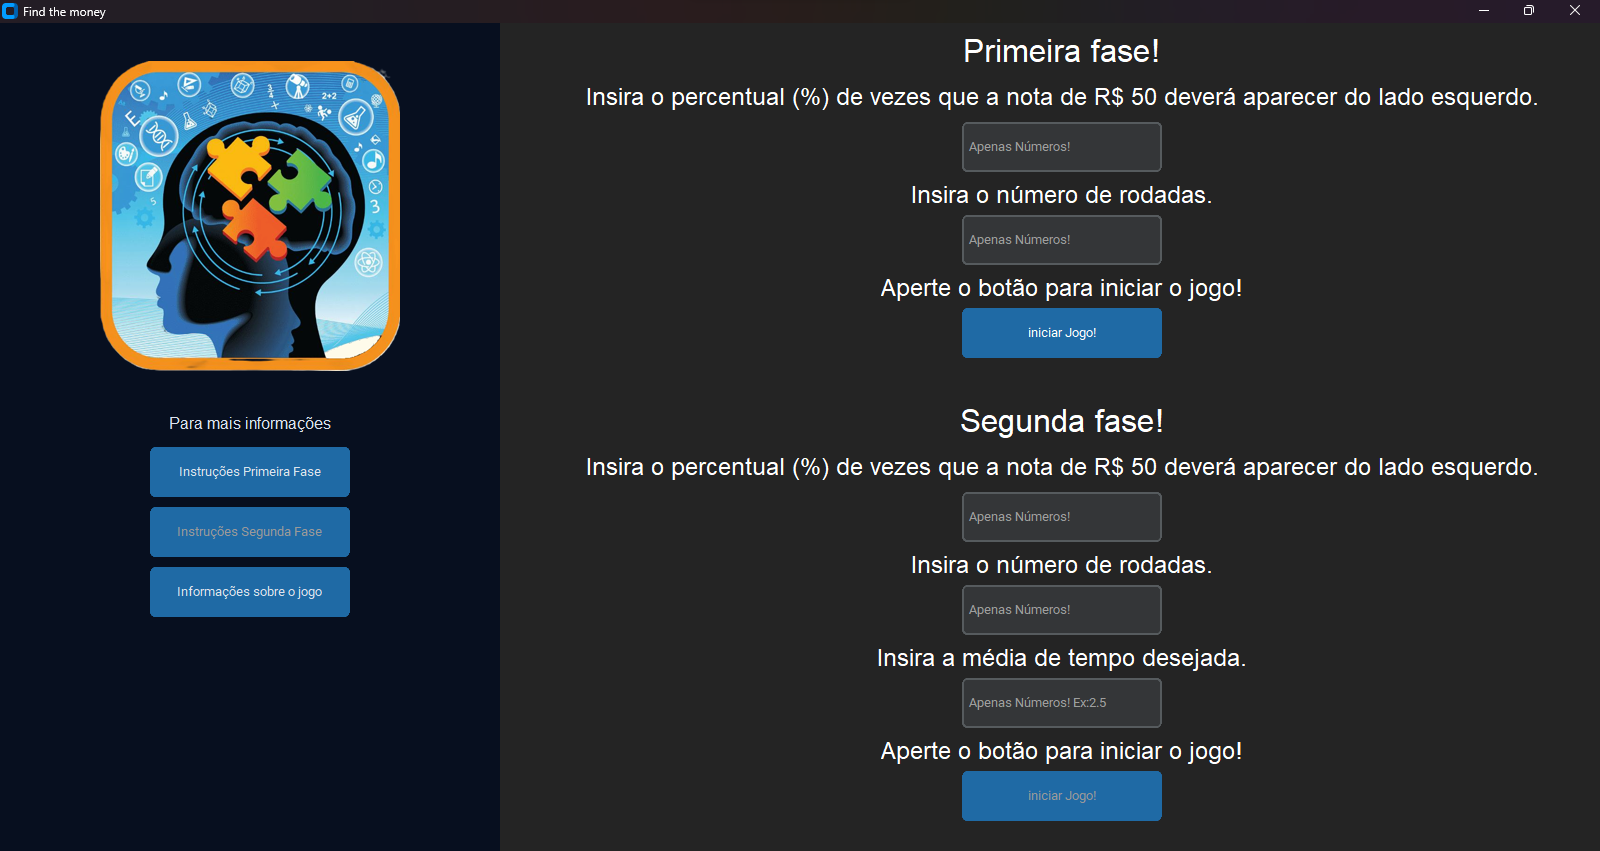 Find the money
2+2
3
4
E
5
3
Para mais informações
Instruções Primeira Fase
Instruções Segunda Fase
Informações sobre o jogo
Primeira fase!
Insira o percentual (%) de vezes que a nota de R$ 50 deverá aparecer do lado esquerdo.
Apenas Números!
Insira o número de rodadas.
Apenas Números!
Aperte o botão para iniciar o jogo!
iniciar Jogo!
Segunda fase!
Insira o percentual (%) de vezes que a nota de R$ 50 deverá aparecer do lado esquerdo.
Apenas Números!
Insira o número de rodadas.
Apenas Números!
Insira a média de tempo desejada.
Apenas Números! Ex:2.5
Aperte o botão para iniciar o jogo!
iniciar Jogo!